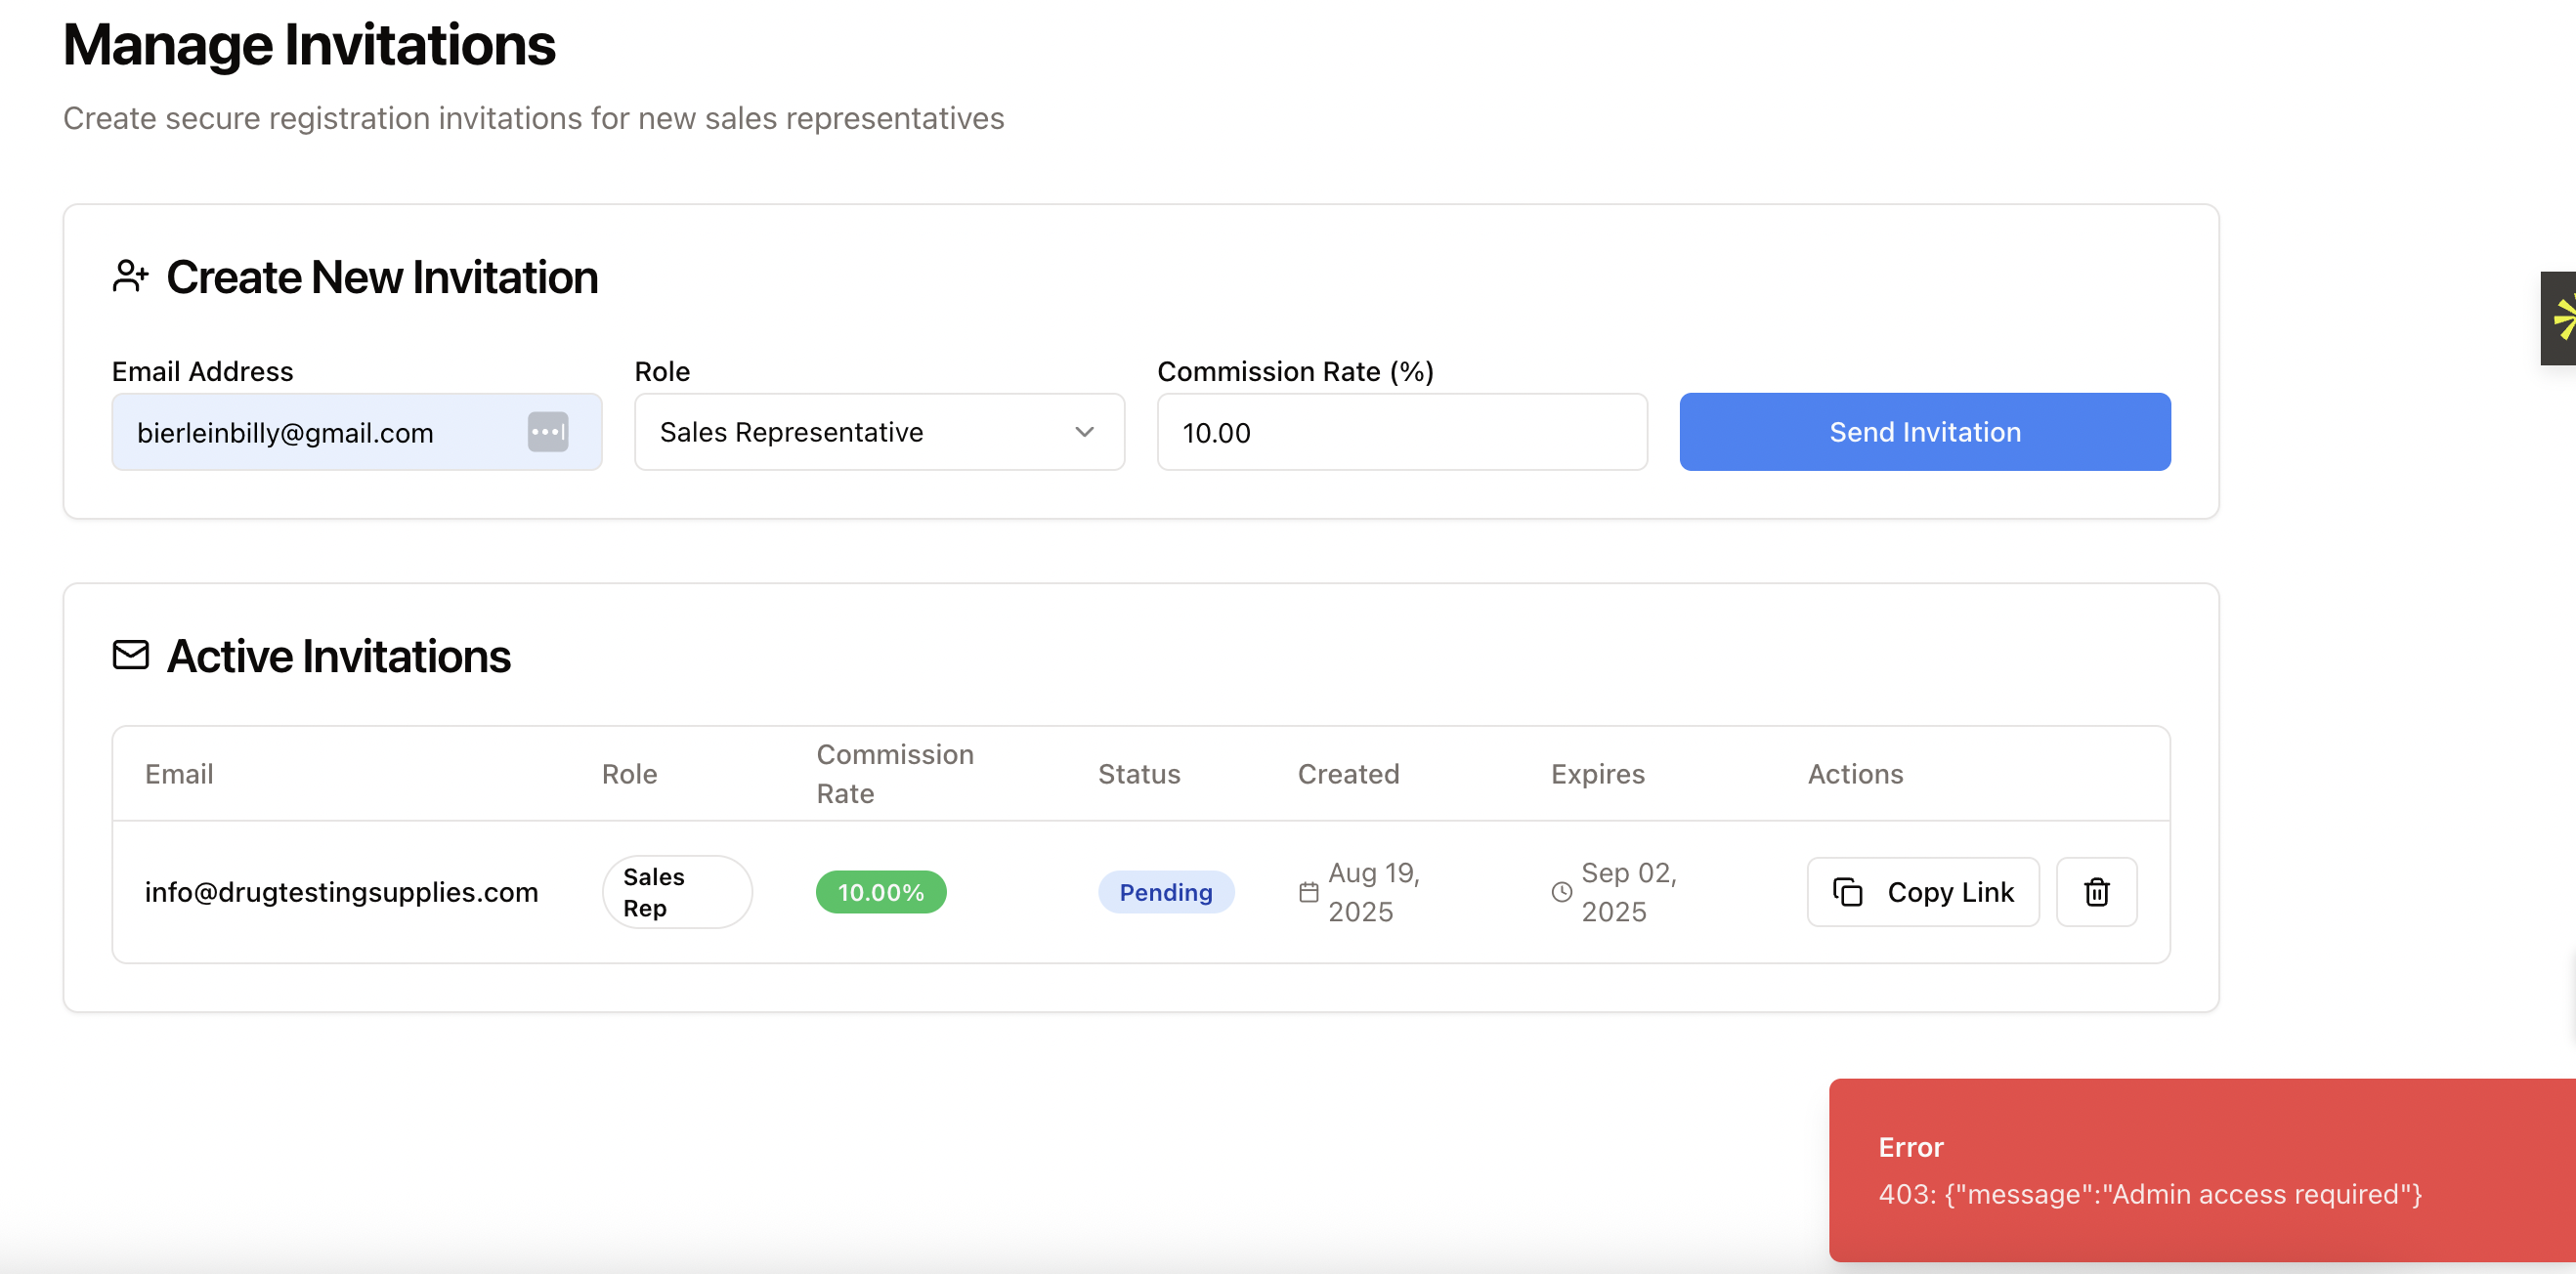 Manage Invitations
Create secure registration invitations for new sales representatives
Create New Invitation
Email Address
Role
Commission Rate (%)
bierleinbilly@gmail.com
Sales Representative
10.00
Send Invitation
Active Invitations
Email
Role
Commission
Rate
Status
Created
Expires
Actions
info@drugtestingsupplies.com
Sales
Rep
10.00%
Pending
Aug 19,
2025
Sep 02,
2025
Copy Link
Error
403: {"message":"Admin access required"}